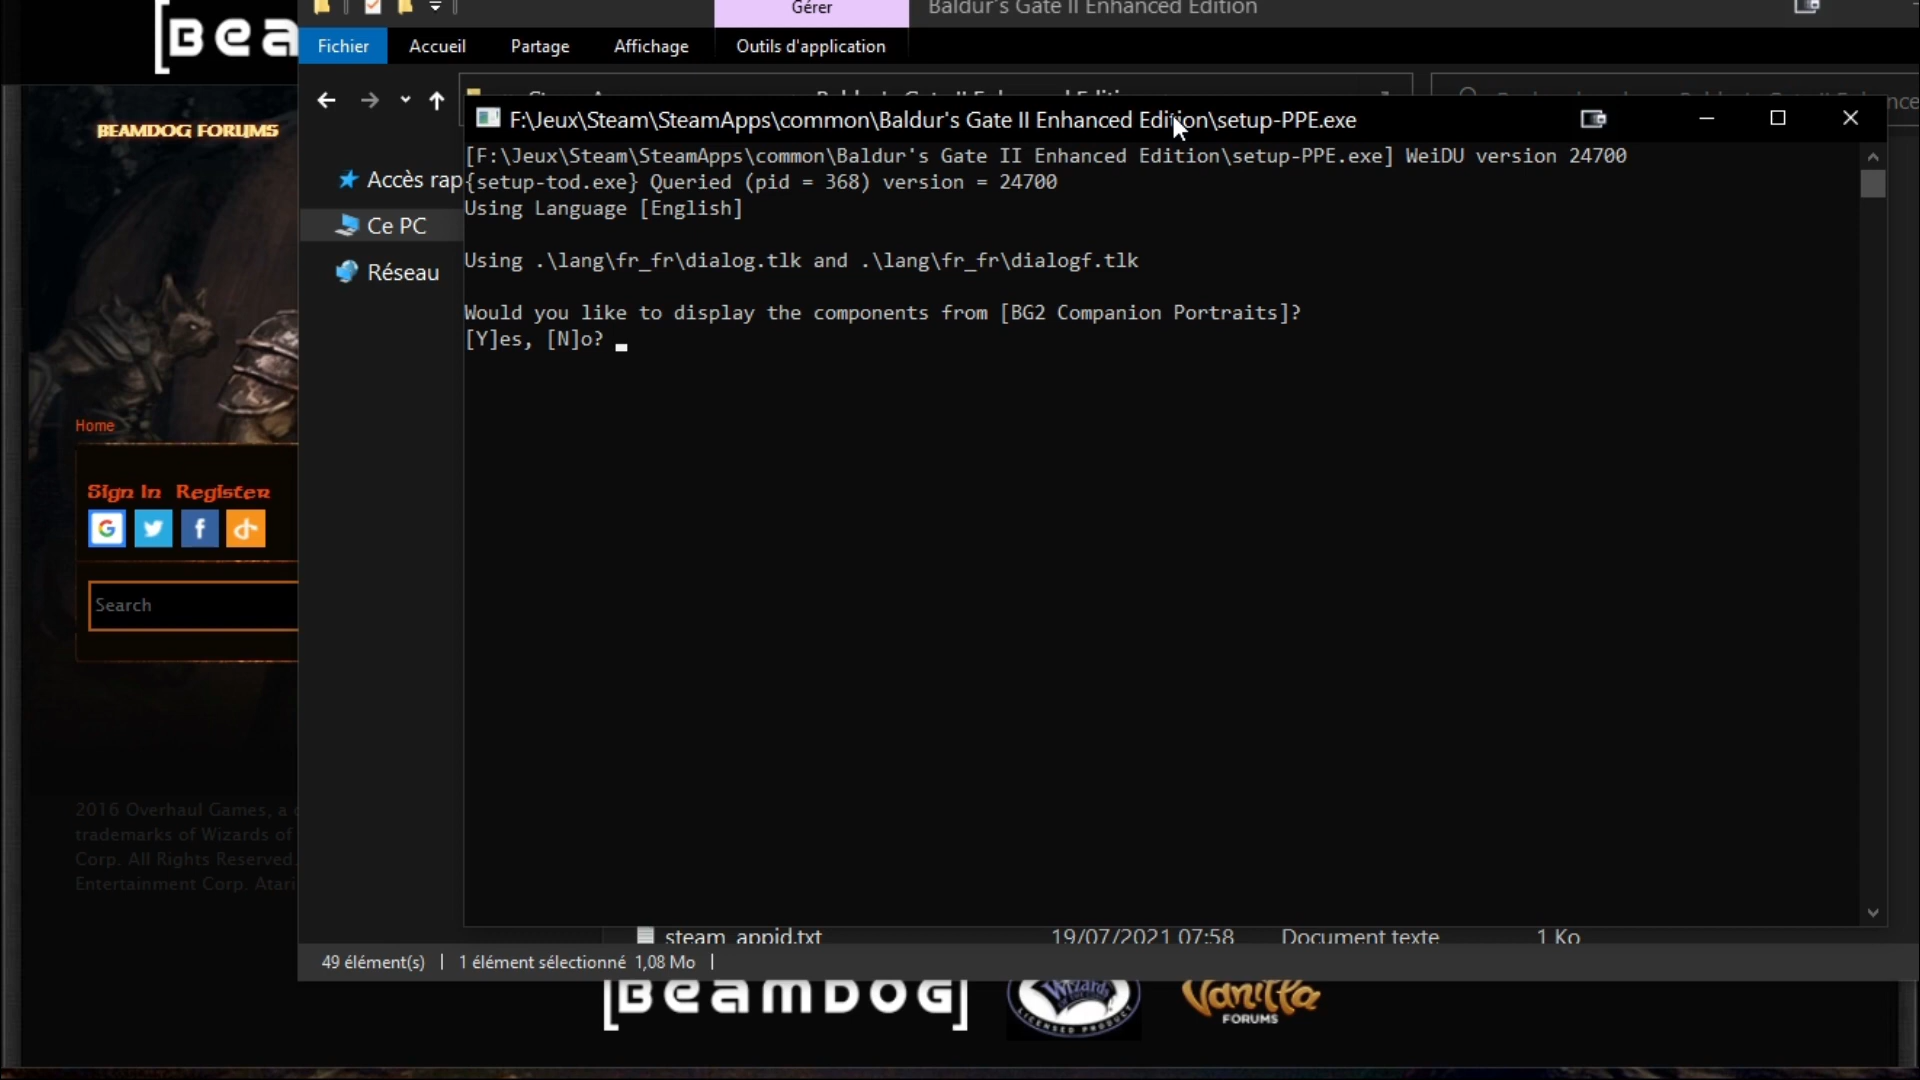 [BEA
Gérer
Baldur's Gate II Enhanced Edition
Fichier
Accueil
Partage
Affichage
Outils d'application
BEAMDOG FORUMS
F:\Jeux\Steam\SteamApps\common\Baldur's Gate II Enhanced Edition\setup-PPE.exe
[F:\Jeux\Steam\SteamApps\common\Baldur's Gate II Enhanced Edition\setup-PPE.exe] WeiDU version 24700
Accès rap
{setup-tod.exe} Queried (pid = 368) version = 24700
Using Language [English]
Ce PC
Using .\lang\fr_fr\dialog.tlk and .\lang\fr_fr\dialogf.tlk
Réseau
Would you like to display the components from [BG2 Companion Portraits]?
[Y]es, [N]o?
Home
Sign In Register
Search
2016 Overhaul Games, a
trademarks of Wizards of
Corp. All Rights Reserved.
Entertainment Corp. Atari
steam_appid.txt 19/07/2021 07:58 Document texte 1 Ko
49 élément(s) | 1 élément sélectionné 1,08 Mo |
[BEAMDOG]
Wizards
LICENSED PRODUCT
Vanilla
FORUMS